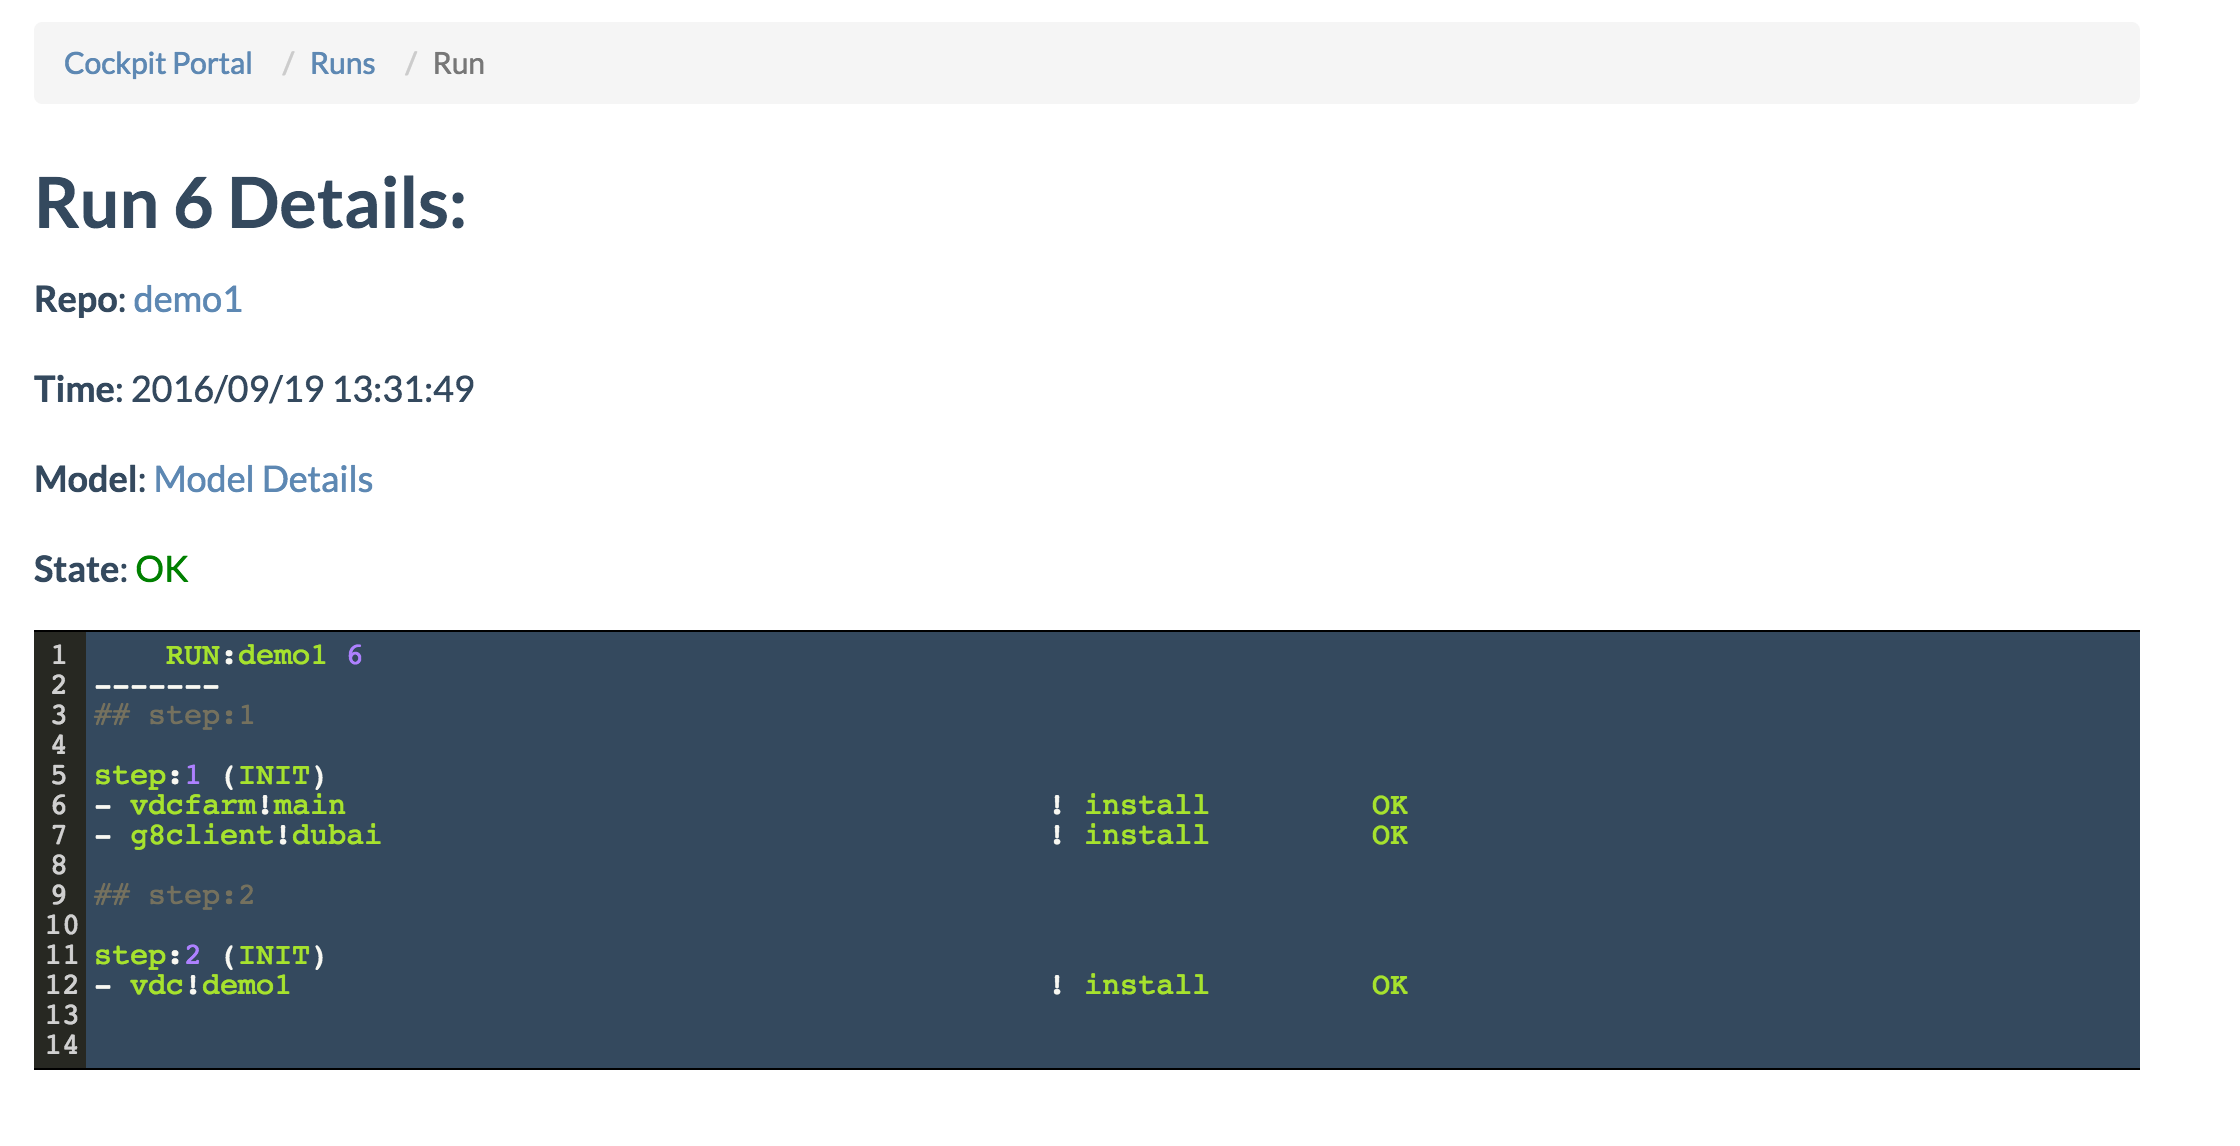 Cockpit Portal / Runs / Run
Run 6 Details:
Repo: demo1
Time: 2016/09/19 13:31:49
Model: Model Details
State: OK
1     RUN:demo1 6
2 -------
3 ## step:1
4
5 step:1 (INIT)
6 - vdcfarm!main                                       ! install         OK
7 - g8client!dubai                                     ! install         OK
8
9 ## step:2
10
11 step:2 (INIT)
12 - vdc!demo1                                          ! install         OK
13
14